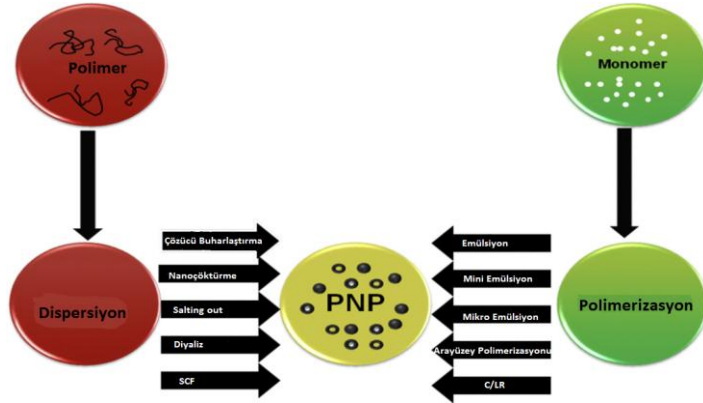 Polimer
Monomer
Çözücü Buharlaştırma
Emülsiyon
Nanoçöktürme
Mini Emülsiyon
Dispersiyon
Salting out
PNP
Mikro Emülsiyon
Polimerizasyon
Diyaliz
Arayüzey Polimerizasyonu
SCF
C/LR